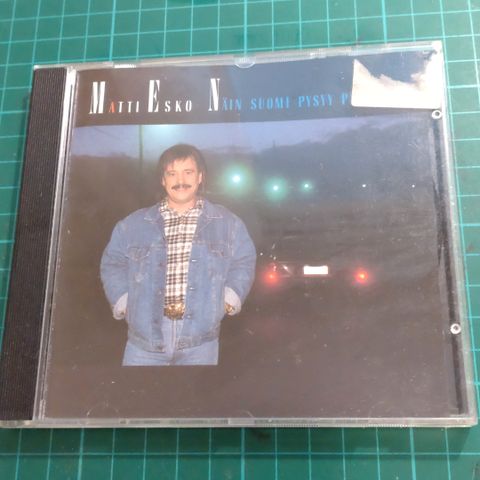 MATTI ESKO NÄIN SUOMI PYSYY P